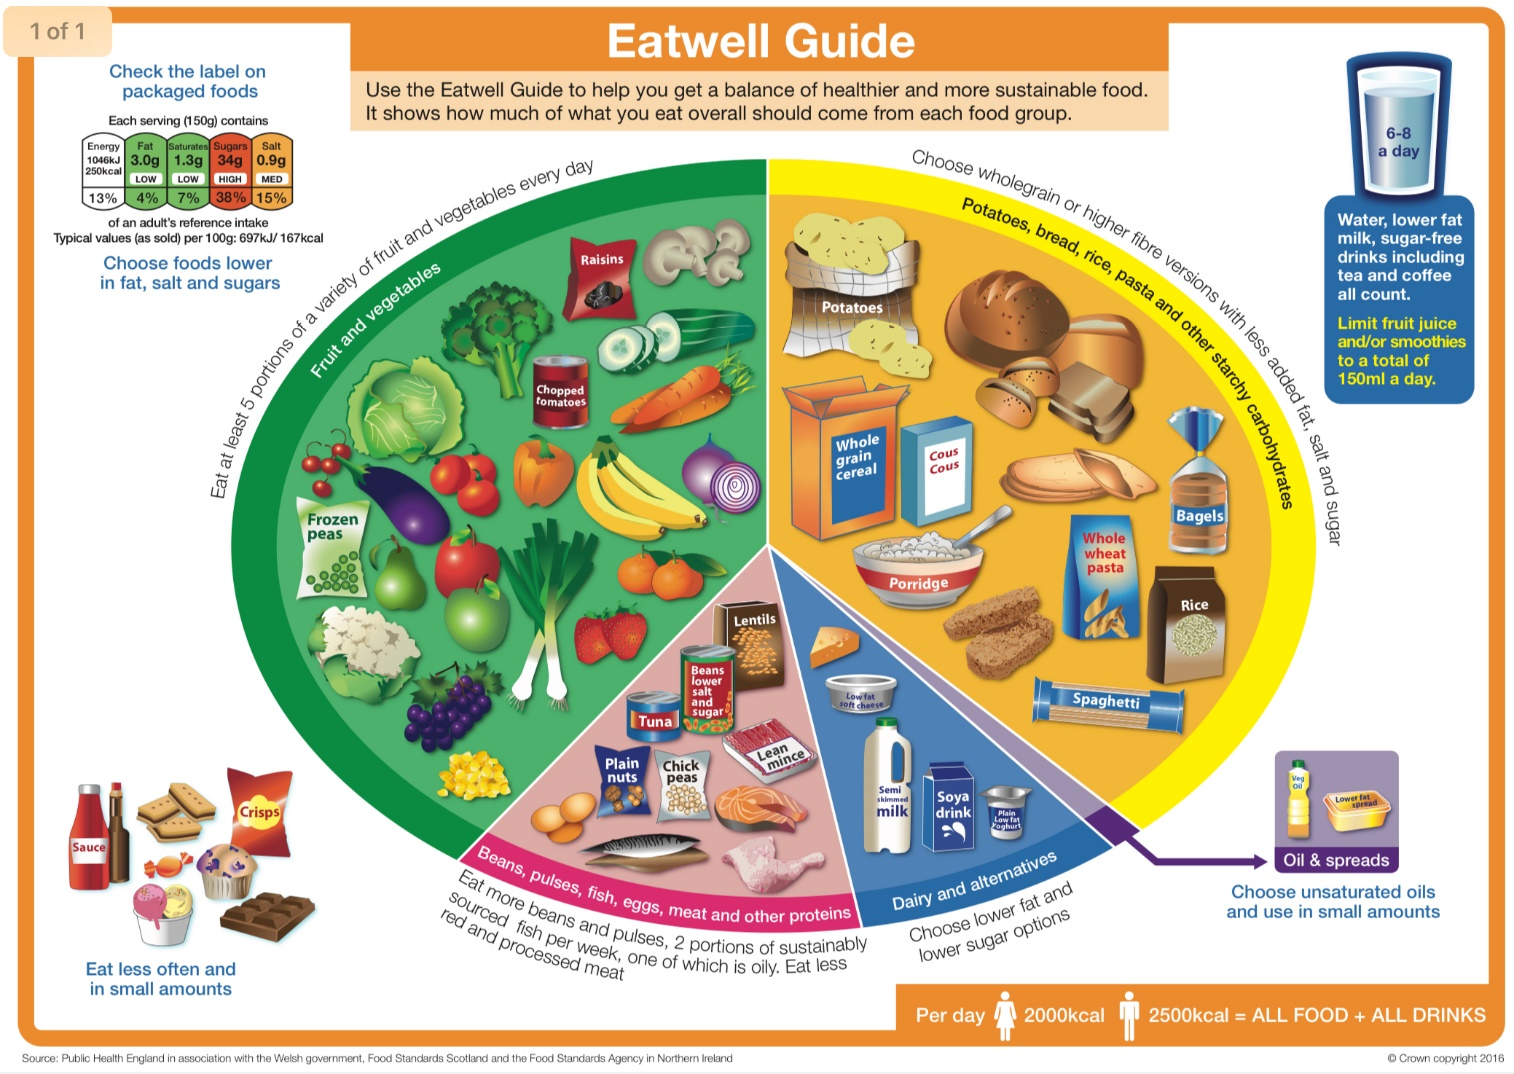 1 of 1
Eatwell Guide
Use the Eatwell Guide to help you get a balance of healthier and more sustainable food.
It shows how much of what you eat overall should come from each food group.
Check the label on
packaged foods
Each serving (150g) contains
Energy
1046kJ
250kcal
13%
Fat
3.0g
LOW
4%
Saturates
1.3g
LOW
7%
Sugars
34g
HIGH
38%
Salt
0.9g
MED
15%
of an adult's reference intake
Typical values (as sold) per 100g: 697kJ/ 167kcal
Choose foods lower
in fat, salt and sugars
6-8
a day
Water, lower fat
milk, sugar-free
drinks including
tea and coffee
all count.
Limit fruit juice
and/or smoothies
to a total of
150ml a day.
Eat at least 5 portions of a variety of fruit and vegetables every day
Fruit and vegetables
Raisins
Chopped
tomatoes
Frozen
peas
Choose wholegrain or higher fibre versions with less added fat, salt and sugar
Potatoes, bread, rice, pasta and other starchy carbohydrates
Potatoes
Whole
grain
cereal
Cous
Cous
Porridge
Bagels
Whole
wheat
pasta
Rice
Spaghetti
Lentils
Beans
lower
salt
and
sugar
Tuna
Plain
nuts
Chick
peas
Lean
mince
Beans, pulses, fish, eggs, meat and other proteins
Eat more beans and pulses, 2 portions of sustainably
sourced fish per week, one of which is oily. Eat less
red and processed meat
Low fat
soft cheese
Semi
skimmed
milk
Soya
drink
Plain
Low fat
Yoghurt
Dairy and alternatives
Choose lower fat and
lower sugar options
Veg
Oil
Lower fat
spread
Oil & spreads
Choose unsaturated oils
and use in small amounts
Sauce
Crisps
Eat less often and
in small amounts
Per day 2000kcal 2500kcal = ALL FOOD + ALL DRINKS
Source: Public Health England in association with the Welsh government, Food Standards Scotland and the Food Standards Agency in Northern Ireland
© Crown copyright 2016